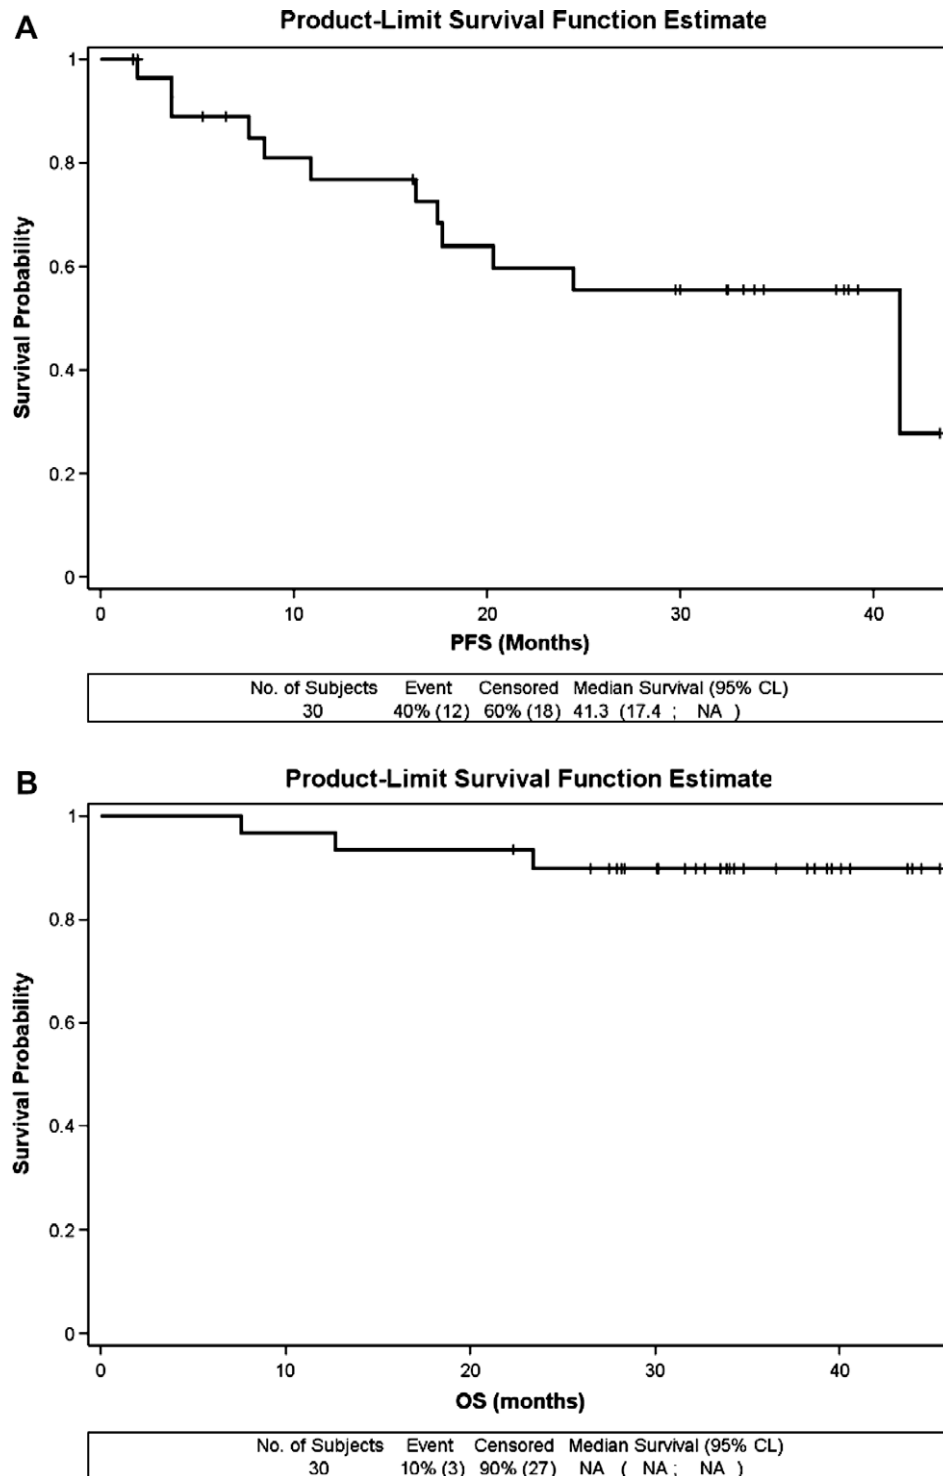 A
Product-Limit Survival Function Estimate
1
0.8
0.6
0.4
0.2
0
Survival Probability
0 10 20 30 40
PFS (Months)
No. of Subjects Event Censored Median Survival (95% CL)
30 40% (12) 60% (18) 41.3 (17.4 ; NA )
B
Product-Limit Survival Function Estimate
1
0.8
0.6
0.4
0.2
0
Survival Probability
0 10 20 30 40
OS (months)
No. of Subjects Event Censored Median Survival (95% CL)
30 10% (3) 90% (27) NA ( NA ; NA )